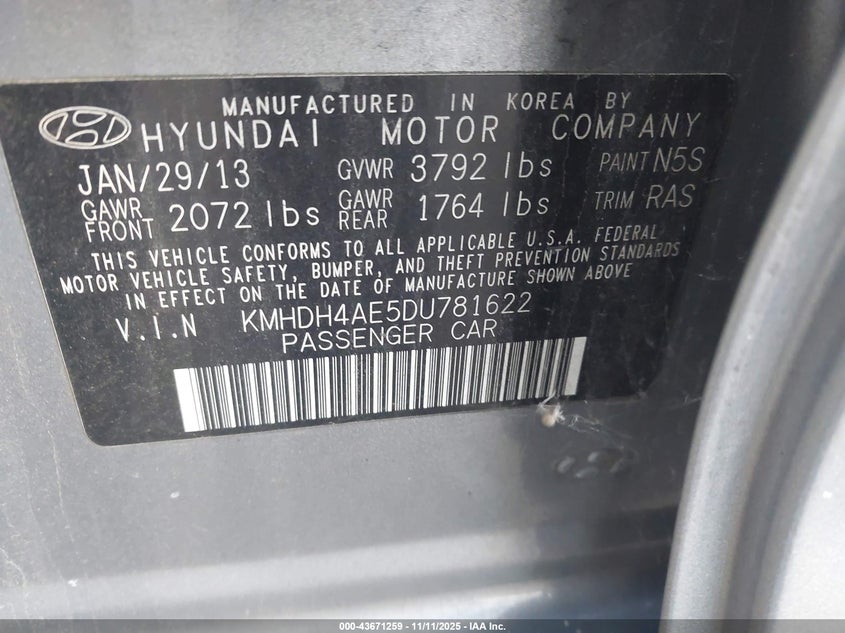 MANUFACTURED IN KOREA BY
HYUNDAI MOTOR COMPANY
JAN/29/13 GVWR 3792 lbs PAINT N5S
GAWR FRONT 2072 lbs GAWR REAR 1764 lbs TRIM RAS
THIS VEHICLE CONFORMS TO ALL APPLICABLE U.S.A. FEDERAL
MOTOR VEHICLE SAFETY, BUMPER, AND THEFT PREVENTION STANDARDS
IN EFFECT ON THE DATE OF MANUFACTURE SHOWN ABOVE
V.I.N KMHDH4AE5DU781622
PASSENGER CAR
000-43671259 - 11/11/2025 - IAA Inc.